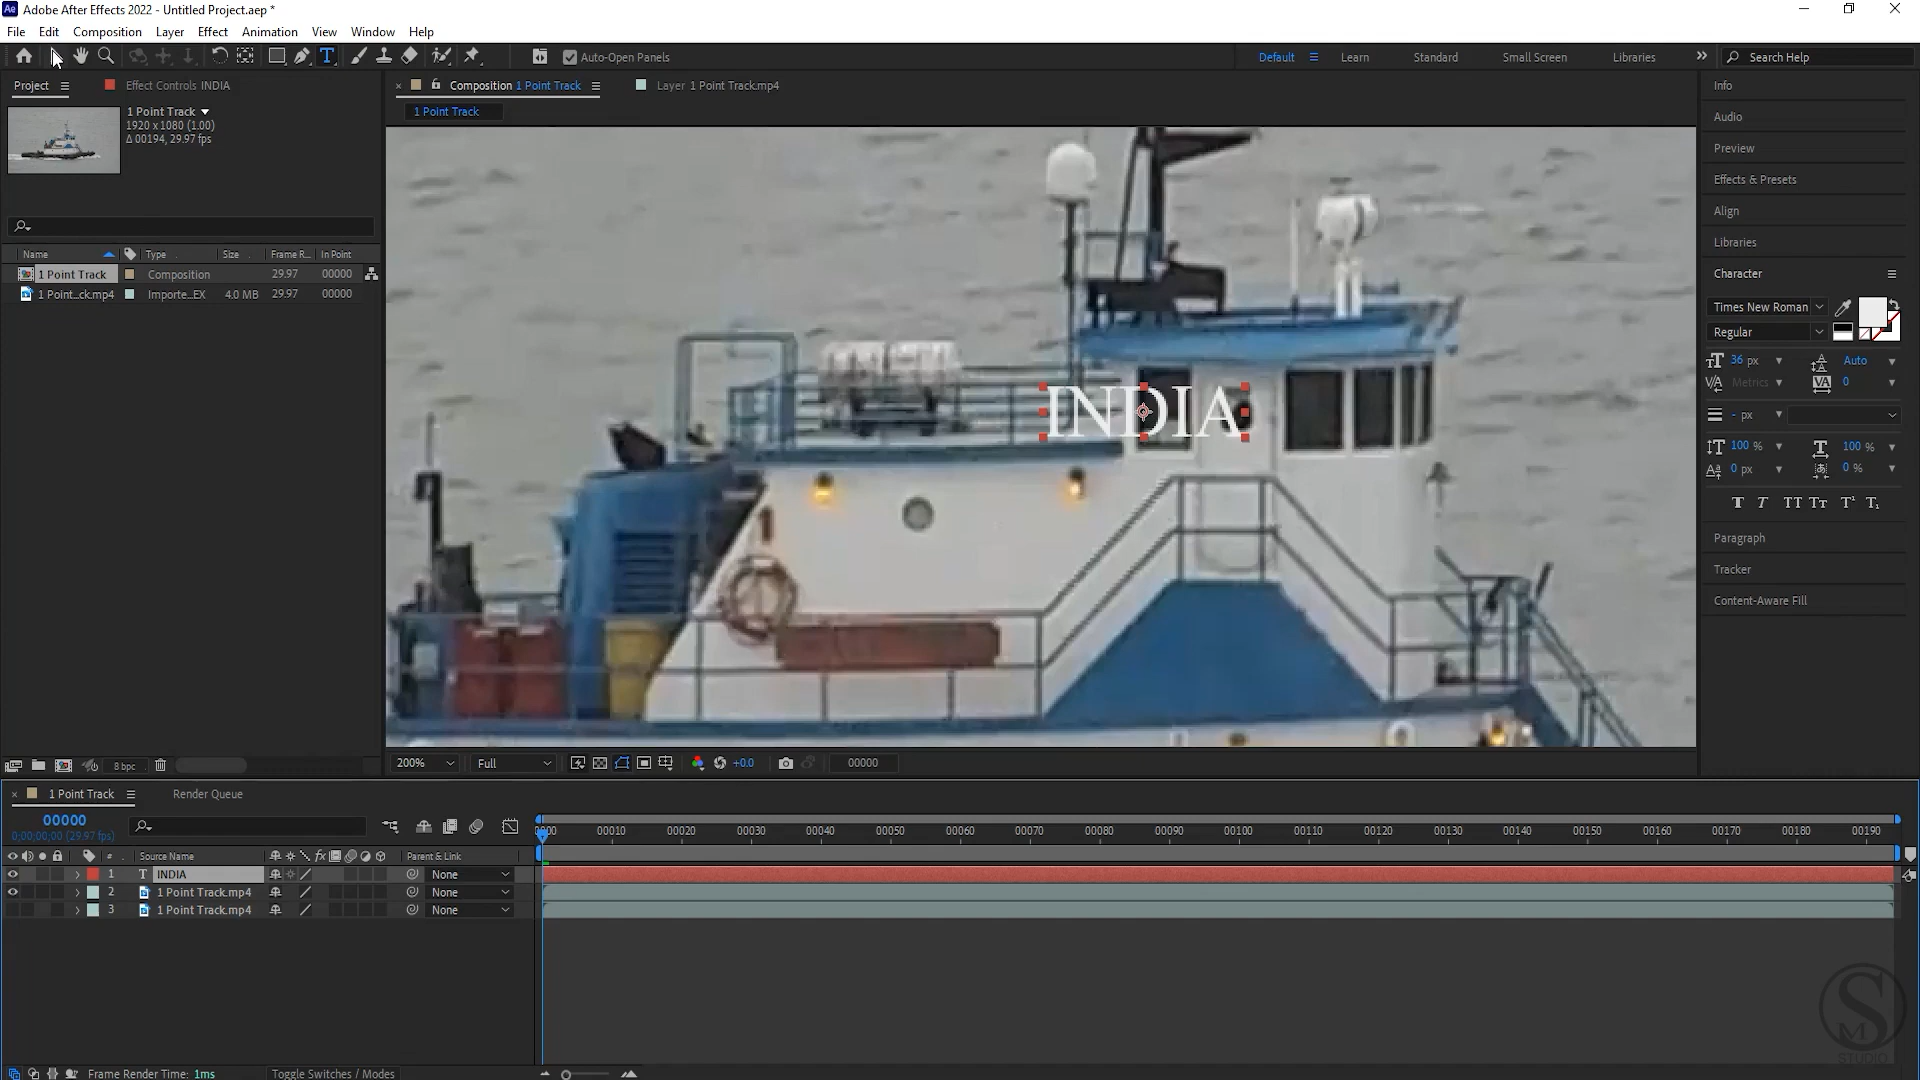 Ae Adobe After Effects 2022 - Untitled Project.aep *
File Edit Composition Layer Effect Animation View Window Help
Auto-Open Panels
Default Learn Standard Small Screen Libraries Search Help
Project Effect Controls INDIA
1 Point Track
1920 x 1080 (1.00)
Δ 00194, 29.97 fps
Name Type Size Frame R... In Point
1 Point Track Composition 29.97 00000
1 Point...ck.mp4 Importe...EX 4.0 MB 29.97 00000
8 bpc
Composition 1 Point Track Layer 1 Point Track.mp4
1 Point Track
INDIA
200% Full +0.0 00000
Info
Audio
Preview
Effects & Presets
Align
Libraries
Character
Times New Roman
Regular
36 px Auto
Metrics 0
- px
100 % 100 %
0 px 0 %
T T TT Tт T¹ T₁
Paragraph
Tracker
Content-Aware Fill
1 Point Track Render Queue
00000
0;00;00;00 (29.97 fps)
00010 00020 00030 00040 00050 00060 00070 00080 00090 00100 00110 00120 00130 00140 00150 00160 00170 00180 00190
# Source Name fx Parent & Link
1 T INDIA None
2 1 Point Track.mp4 None
3 1 Point Track.mp4 None
Frame Render Time: 1ms Toggle Switches / Modes
SM
STUDIO